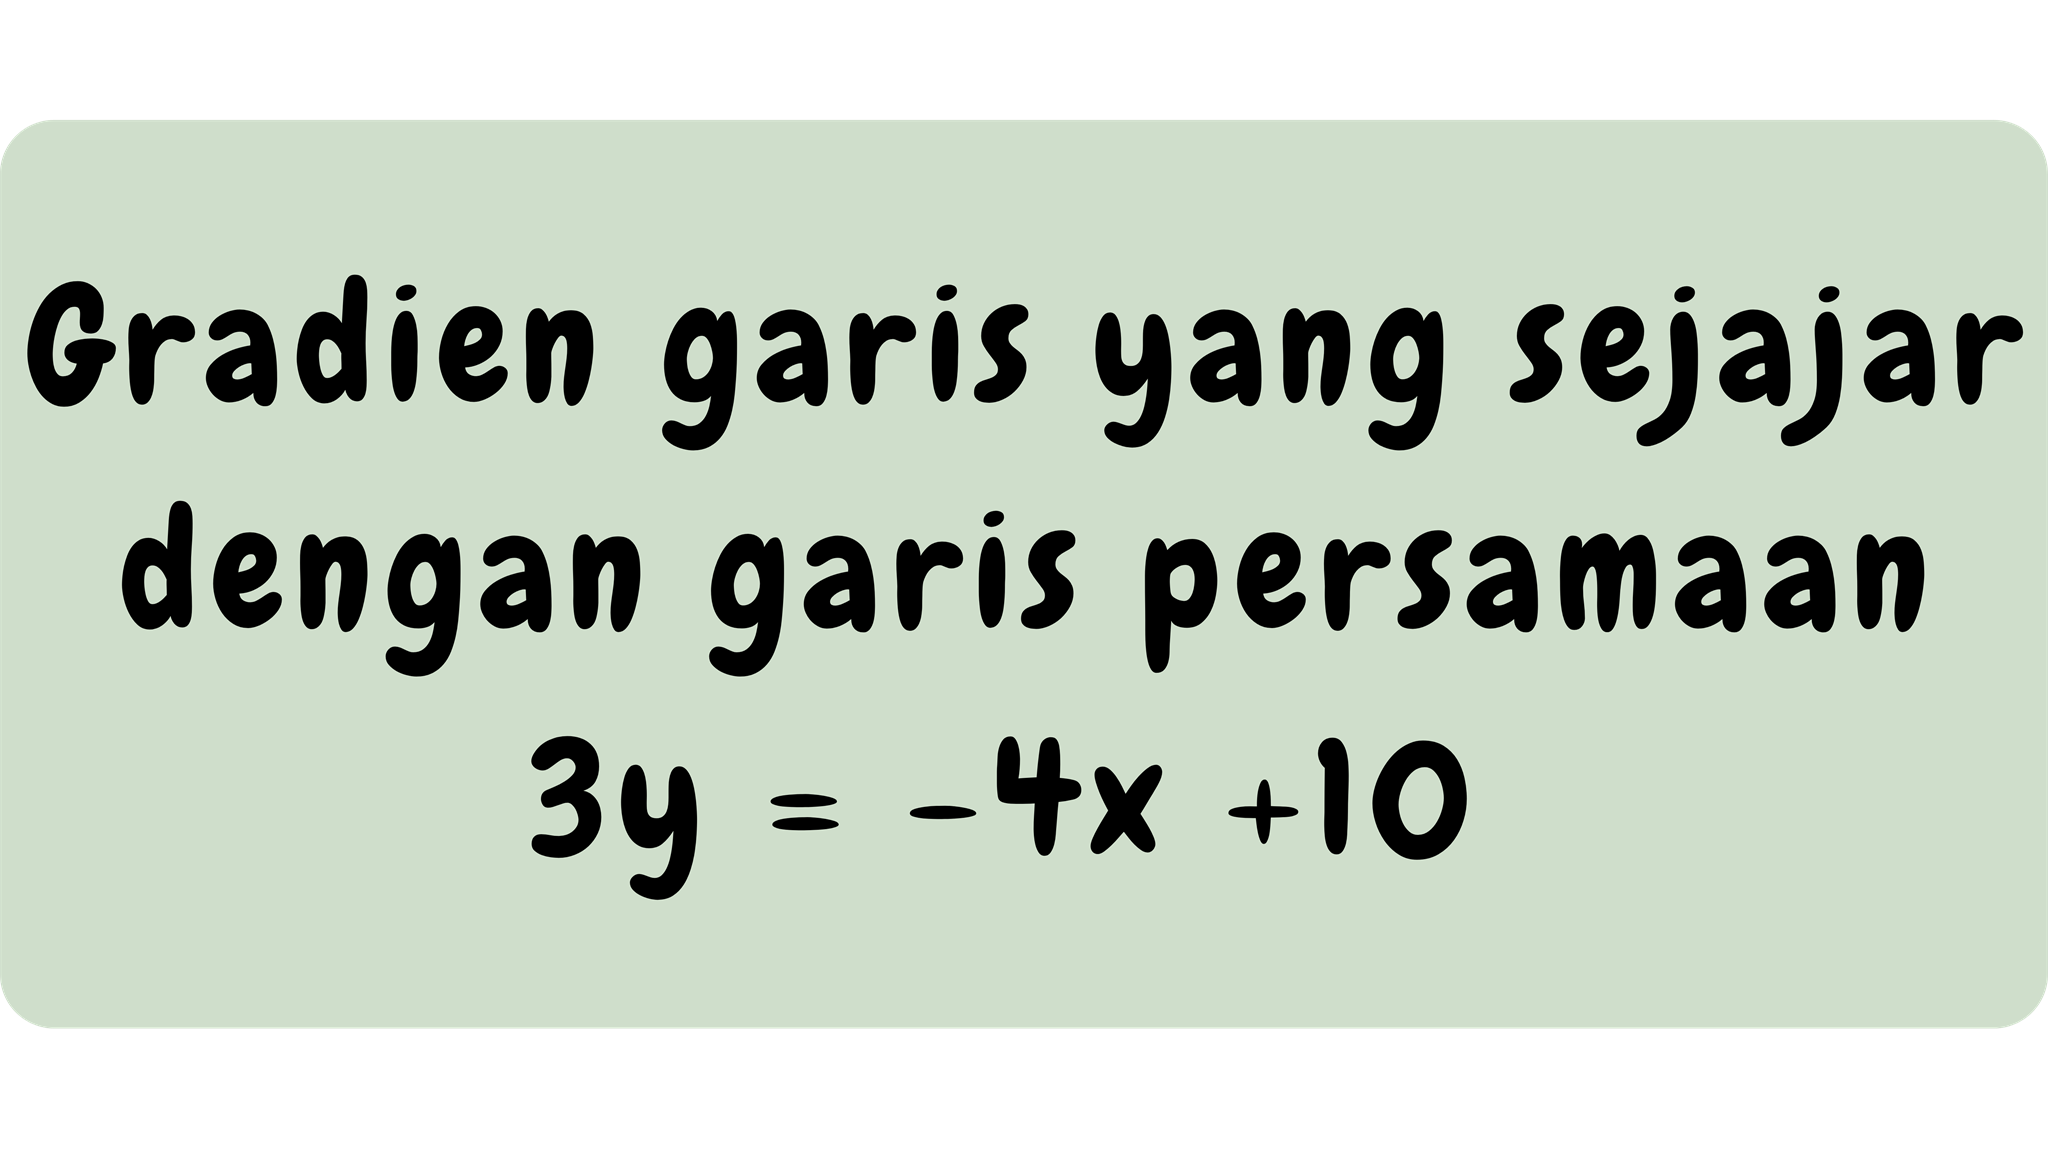 Gradien garis yang sejajar
dengan garis persamaan
3y = -4x +10